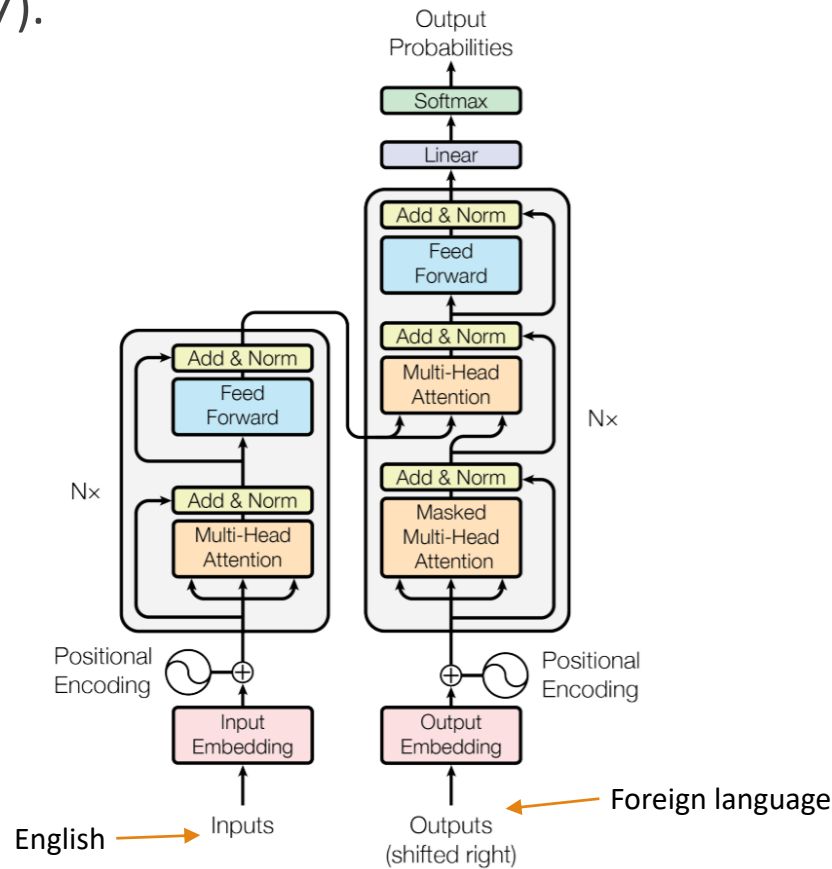 ).
Output
Probabilities
Softmax
Linear
Add & Norm
Feed
Forward
Add & Norm
Multi-Head
Attention
Add & Norm
Masked
Multi-Head
Attention
Nx
Add & Norm
Feed
Forward
Add & Norm
Multi-Head
Attention
Nx
Positional
Encoding
Positional
Encoding
Input
Embedding
Output
Embedding
Inputs
Outputs
(shifted right)
English
Foreign language